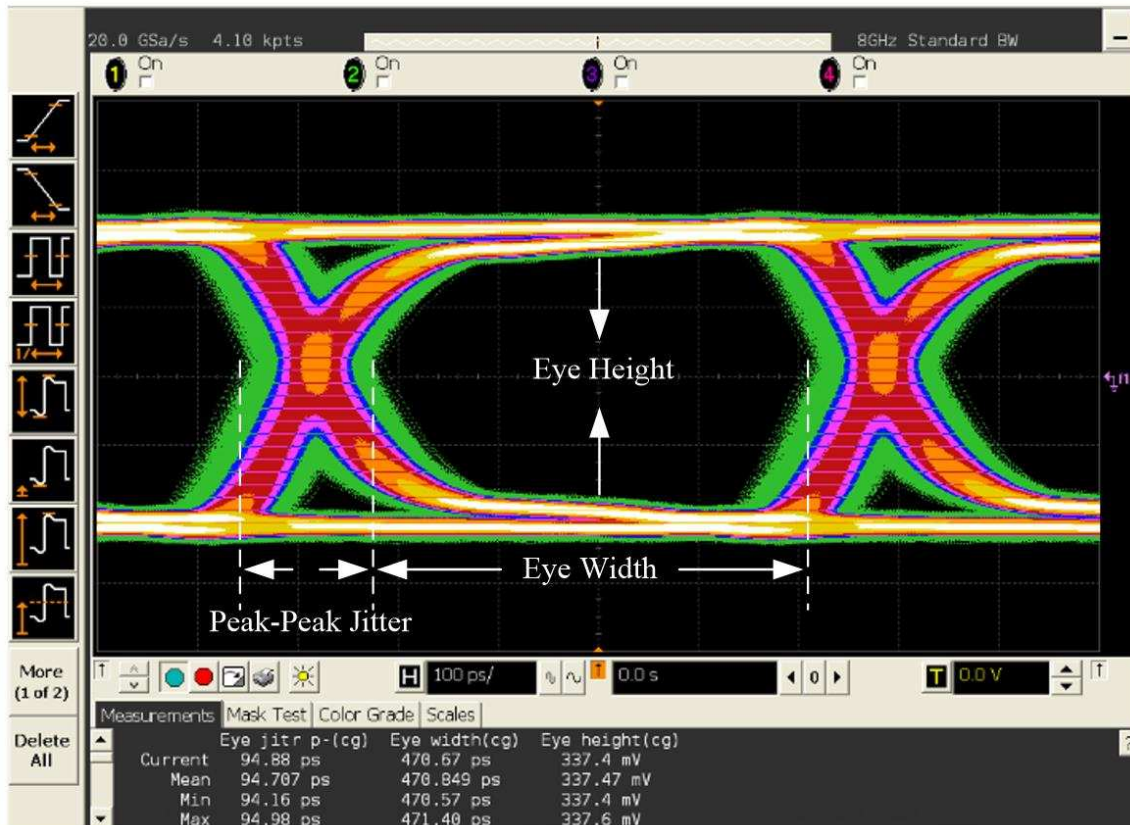 20.0 GSa/s 4.10 kpts 8GHz Standard BW
1 On 2 On 3 On 4 On
1/
Eye Height
Eye Width
Peak-Peak Jitter
More
(1 of 2)
Delete
All
H 100 ps/ 0.0 s 0 T 0.0 V
Measurements Mask Test Color Grade Scales
Eye jitr p-(cg) Eye width(cg) Eye height(cg)
Current 94.88 ps 470.67 ps 337.4 mV
Mean 94.707 ps 470.849 ps 337.47 mV
Min 94.16 ps 470.57 ps 337.4 mV
Max 94.98 ps 471.40 ps 337.6 mV